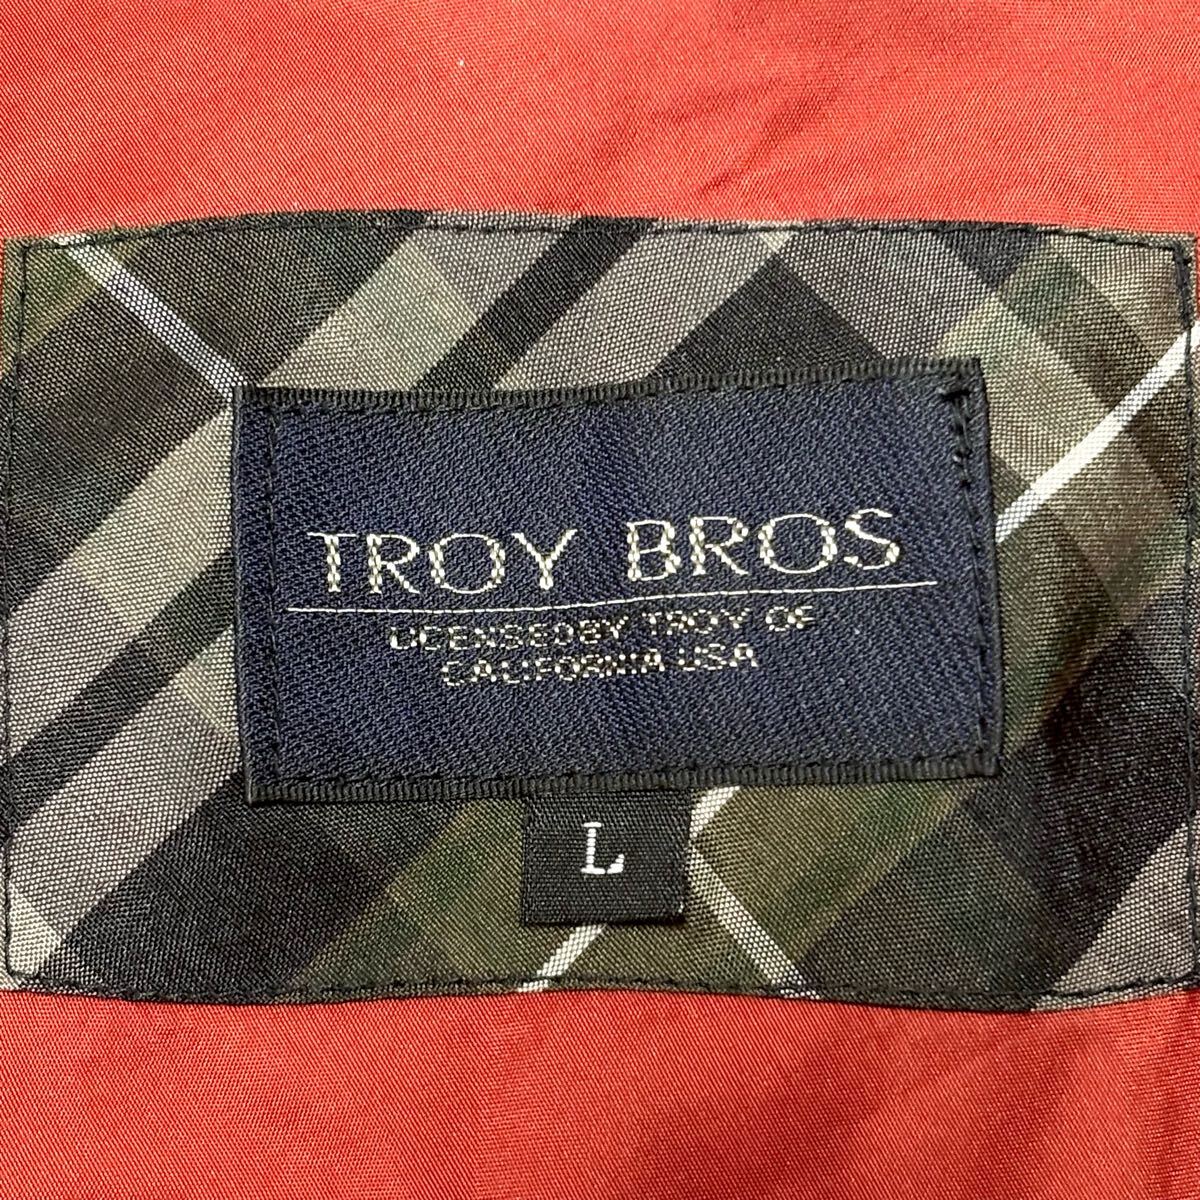 TROY BROS
LICENSED BY TROY OF
CALIFORNIA.USA
L